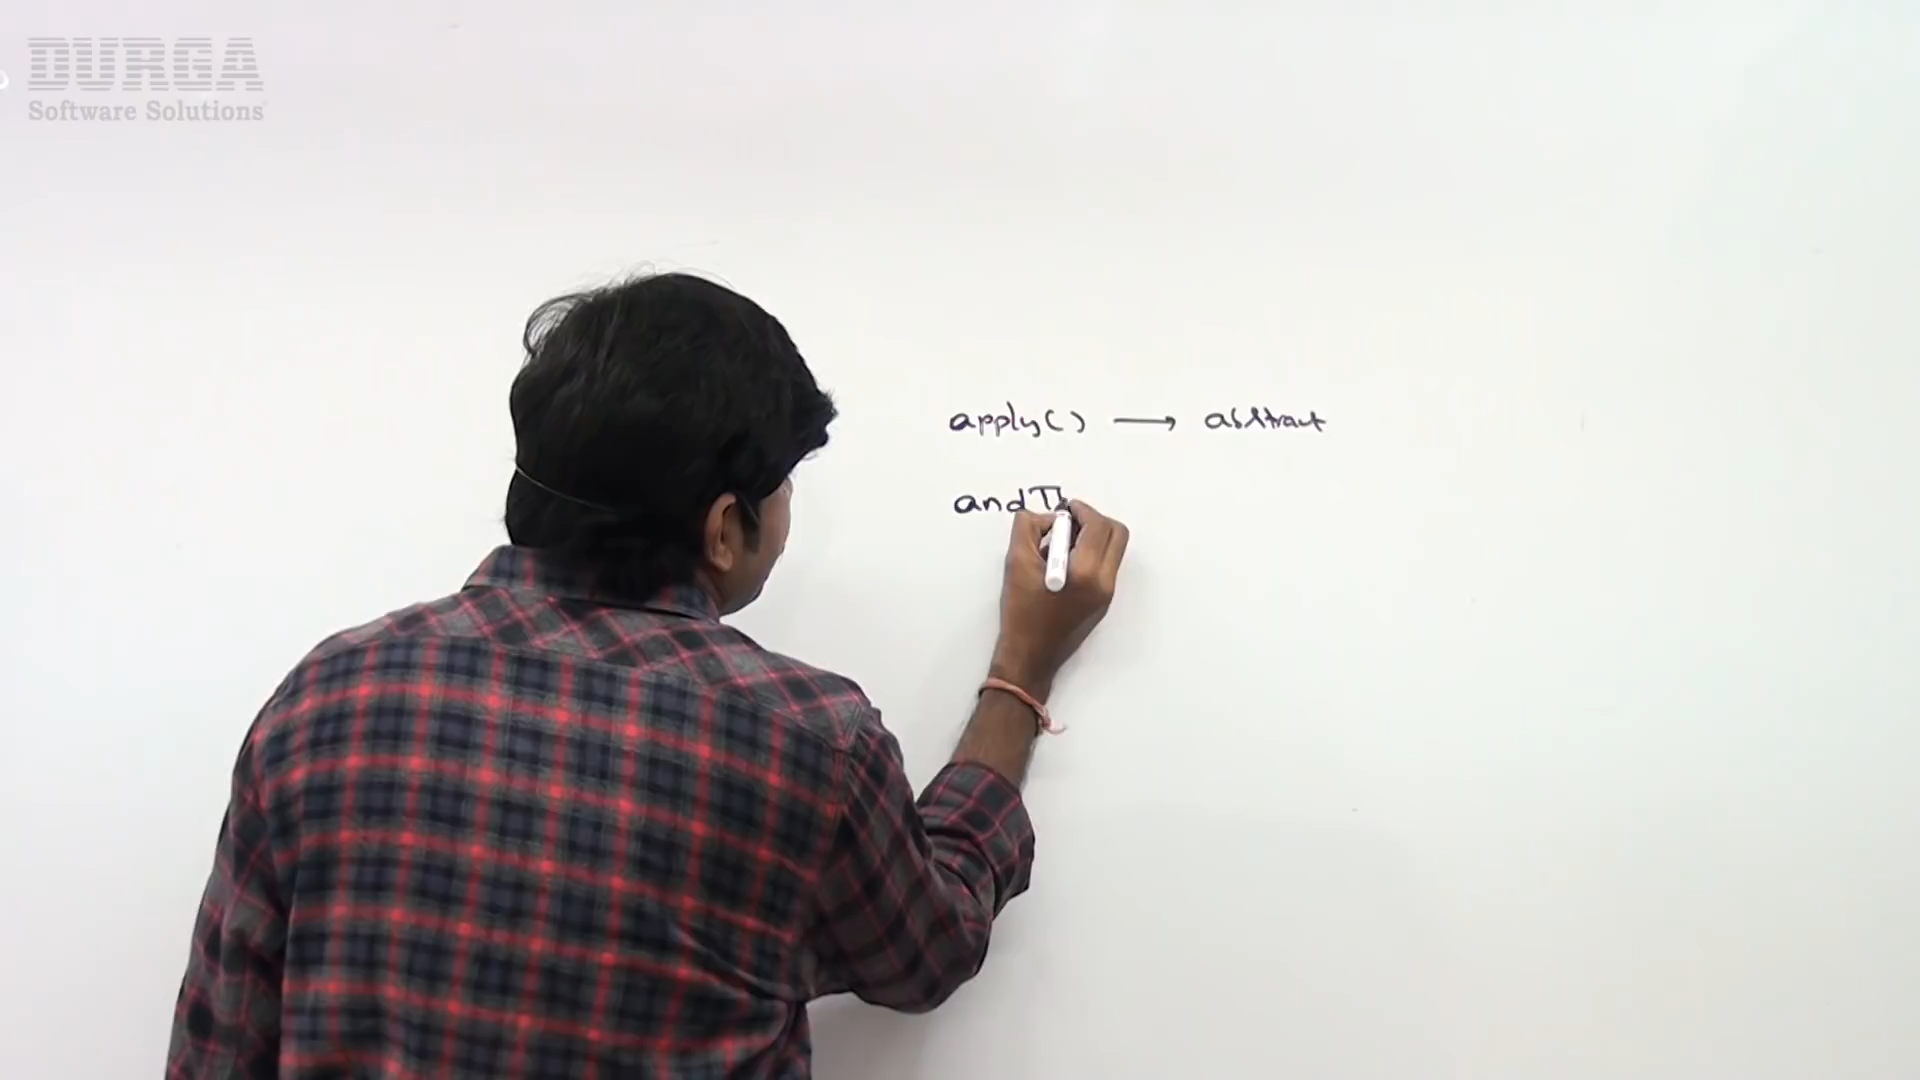 DURGA
Software Solutions
apply() → abstract
andTh